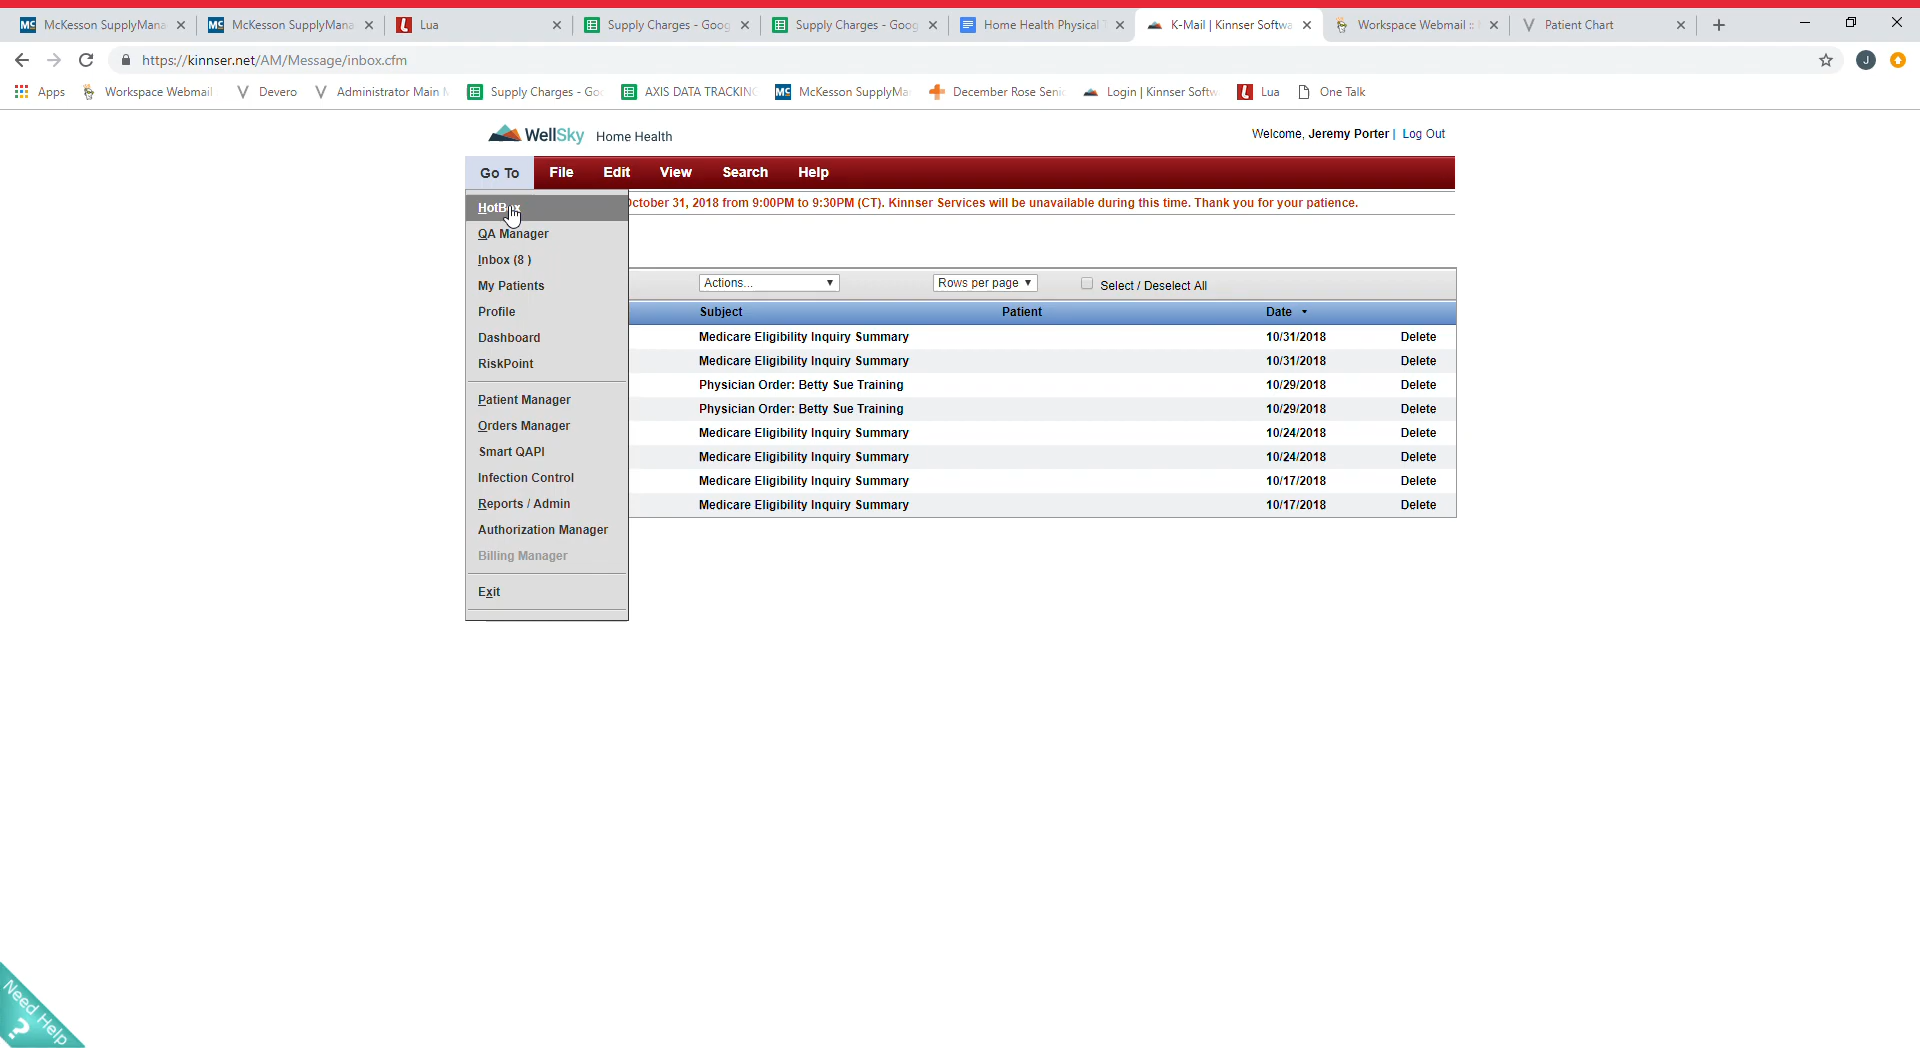 McKesson SupplyMana
McKesson SupplyMana
Lua
Supply Charges - Goog
Supply Charges - Goog
Home Health Physical
K-Mail | Kinnser Softwa
Workspace Webmail ::
Patient Chart
https://kinnser.net/AM/Message/inbox.cfm
J
Apps
Workspace Webmail
Devero
Administrator Main
Supply Charges - Go
AXIS DATA TRACKIN
McKesson SupplyMa
December Rose Seni
Login | Kinnser Softw
Lua
One Talk
WellSky Home Health
Welcome, Jeremy Porter | Log Out
Go To File Edit View Search Help
October 31, 2018 from 9:00PM to 9:30PM (CT). Kinnser Services will be unavailable during this time. Thank you for your patience.
HotBox
QA Manager
Inbox (8 )
My Patients
Profile
Dashboard
RiskPoint
Patient Manager
Orders Manager
Smart QAPI
Infection Control
Reports / Admin
Authorization Manager
Billing Manager
Exit
Actions... Rows per page Select / Deselect All
Subject Patient Date
Medicare Eligibility Inquiry Summary 10/31/2018 Delete
Medicare Eligibility Inquiry Summary 10/31/2018 Delete
Physician Order: Betty Sue Training 10/29/2018 Delete
Physician Order: Betty Sue Training 10/29/2018 Delete
Medicare Eligibility Inquiry Summary 10/24/2018 Delete
Medicare Eligibility Inquiry Summary 10/24/2018 Delete
Medicare Eligibility Inquiry Summary 10/17/2018 Delete
Medicare Eligibility Inquiry Summary 10/17/2018 Delete
Need Help
?